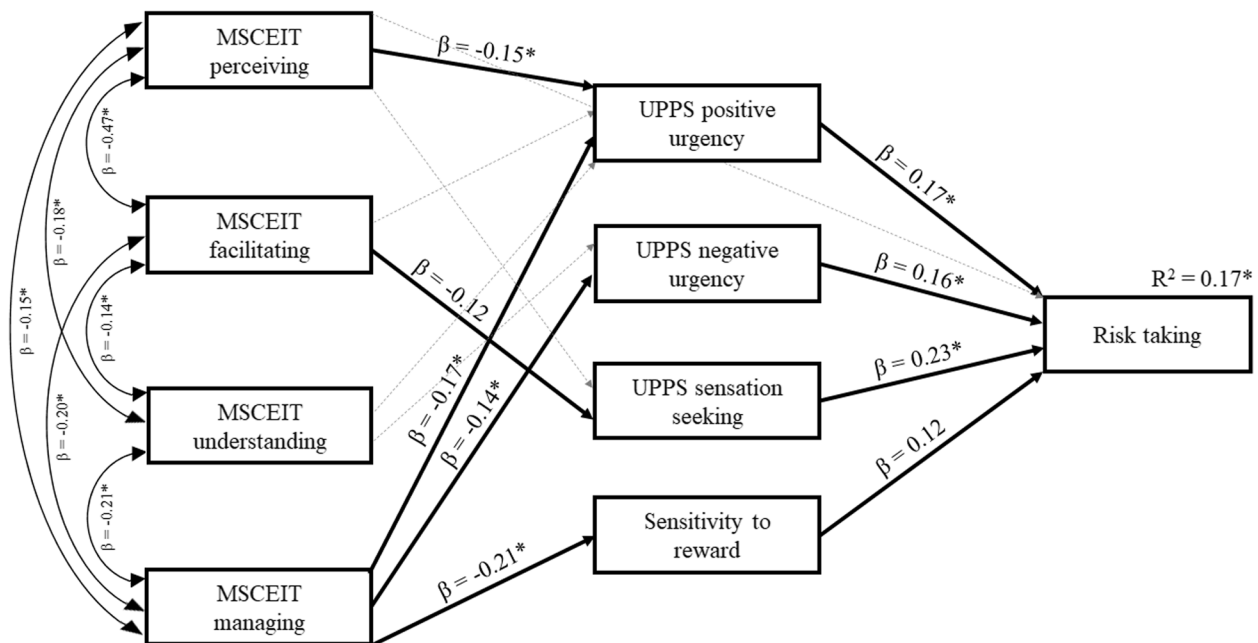 MSCEIT
perceiving
β = -0.15*
UPPS positive
urgency
β = -0.47*
β = 0.17*
MSCEIT
facilitating
β = -0.18*
UPPS negative
urgency
β = -0.12
β = 0.16*
R² = 0.17*
β = -0.15*
β = -0.14*
Risk taking
β = -0.17*
β = -0.14*
UPPS sensation
seeking
β = 0.23*
MSCEIT
understanding
β = -0.20*
β = 0.12
β = -0.21*
Sensitivity to
reward
β = -0.21*
MSCEIT
managing